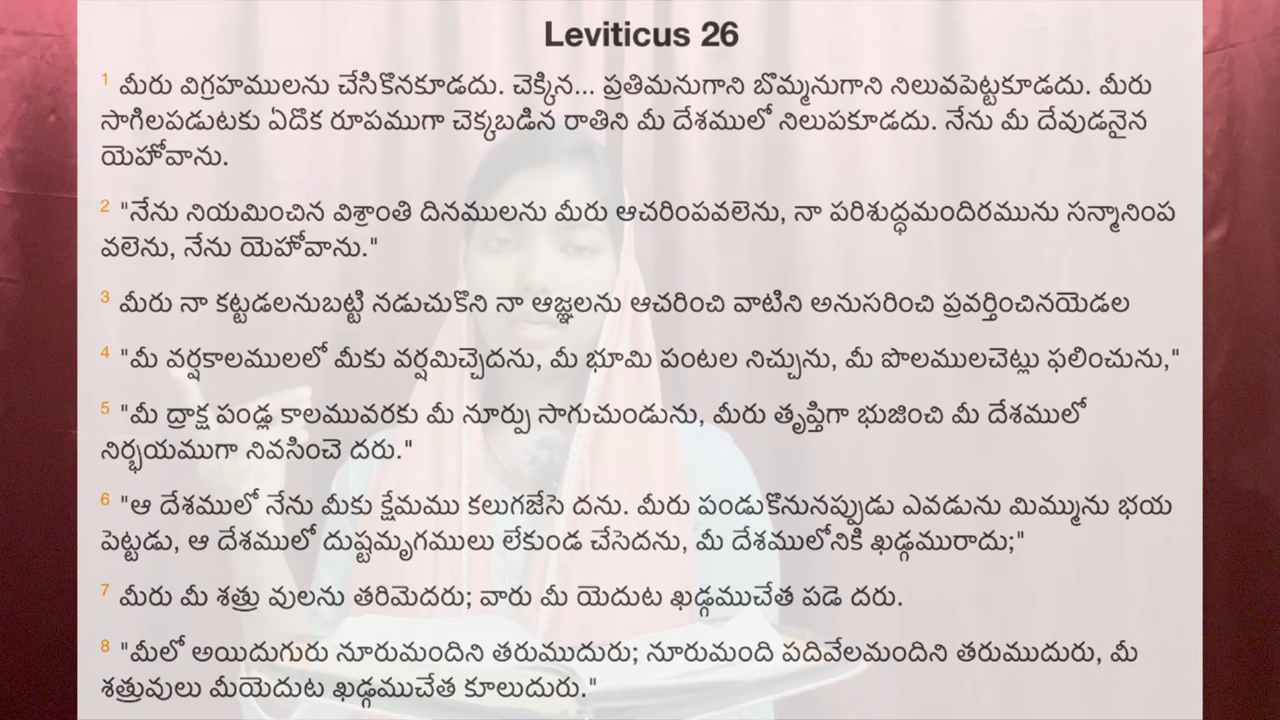 Leviticus 26
1 మీరు విగ్రహములను చేసికొనకూడదు. చెక్కిన... ప్రతిమనుగాని బొమ్మనుగాని నిలువపెట్టకూడదు. మీరు
సాగిలపడుటకు ఏదొక రూపముగా చెక్కబడిన రాతిని మీ దేశములో నిలుపకూడదు. నేను మీ దేవుడనైన
యెహోవాను.
2 "నేను నియమించిన విశ్రాంతి దినములను మీరు ఆచరింపవలెను, నా పరిశుద్ధమందిరమును సన్మానింప
వలెను, నేను యెహోవాను."
3 మీరు నా కట్టడలనుబట్టి నడుచుకొని నా ఆజ్ఞలను ఆచరించి వాటిని అనుసరించి ప్రవర్తించినయెడల
4 "మీ వర్షకాలములలో మీకు వర్షమిచ్చెదను, మీ భూమి పంటల నిచ్చును, మీ పొలములచెట్లు ఫలించును,"
5 "మీ ద్రాక్ష పండ్ల కాలమువరకు మీ నూర్పు సాగుచుండును, మీరు తృప్తిగా భుజించి మీ దేశములో
నిర్భయముగా నివసించె దరు."
6 "ఆ దేశములో నేను మీకు క్షేమము కలుగజేసె దను. మీరు పండుకొనునప్పుడు ఎవడును మిమ్మును భయ
పెట్టడు, ఆ దేశములో దుష్టమృగములు లేకుండ చేసెదను, మీ దేశములోనికి ఖడ్గమురాదు;"
7 మీరు మీ శత్రు వులను తరిమెదరు; వారు మీ యెదుట ఖడ్గముచేత పడె దరు.
8 "మీలో అయిదుగురు నూరుమందిని తరుముదురు; నూరుమంది పదివేలమందిని తరుముదురు, మీ
శత్రువులు మీయెదుట ఖడ్గముచేత కూలుదురు."